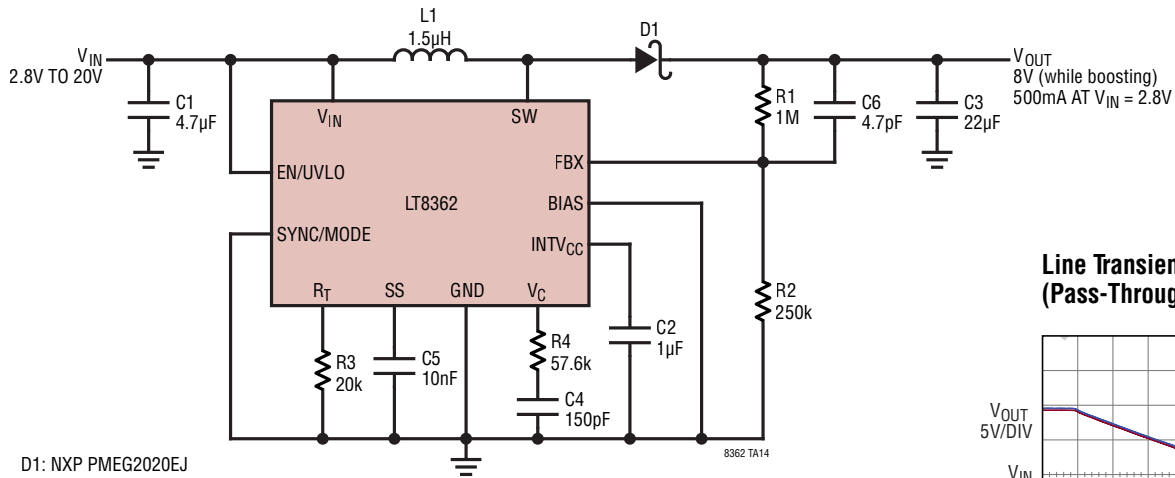 L1
1.5µH
D1
VIN
2.8V TO 20V
VOUT
8V (while boosting)
500mA AT VIN = 2.8V
C1
4.7µF
R1
1M
C6
4.7pF
C3
22µF
VIN
SW
FBX
EN/UVLO
LT8362
BIAS
SYNC/MODE
INTVCC
RT
SS
GND
VC
R2
250k
R3
20k
C5
10nF
R4
57.6k
C2
1µF
C4
150pF
8362 TA14
D1: NXP PMEG2020EJ
Line
VOUT
5V/DIV
VIN